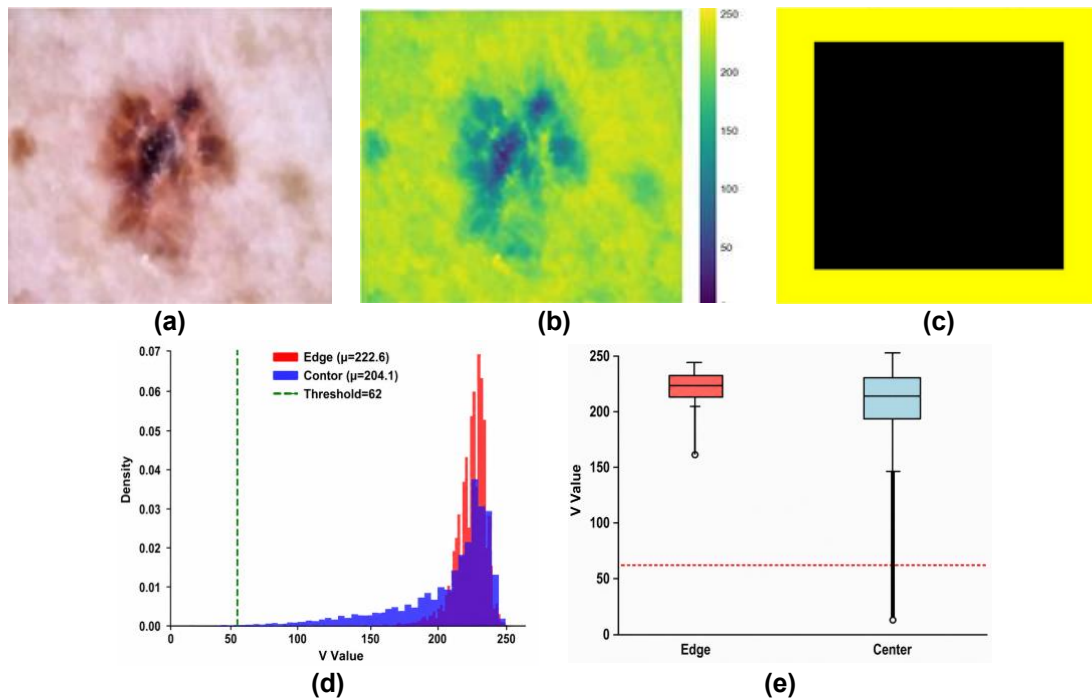 250
200
150
100
50
(a)
(b)
(c)
0.07
0.06
0.05
0.04
0.03
0.02
0.01
0.00
Density
Edge (μ=222.6)
Contor (μ=204.1)
Threshold=62
0
50
100
150
200
250
V Value
(d)
250
200
150
100
50
0
V Value
Edge
Center
(e)